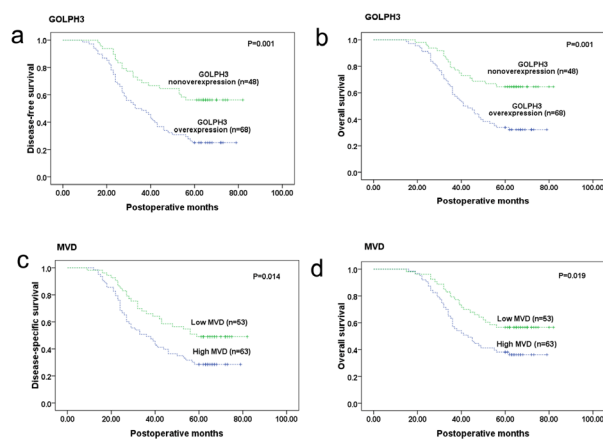 GOLPH3
a
P=0.001
GOLPH3
nonoverexpression (n=48)
GOLPH3
overexpression (n=68)
Disease-free survival
1.0
0.8
0.6
0.4
0.2
0.0
0.00 20.00 40.00 60.00 80.00 100.00
Postoperative months
GOLPH3
b
P=0.001
GOLPH3
nonoverexpression (n=48)
GOLPH3
overexpression (n=68)
Overall survival
1.0
0.8
0.6
0.4
0.2
0.0
0.00 20.00 40.00 60.00 80.00 100.00
Postoperative months
MVD
c
P=0.014
Low MVD (n=53)
High MVD (n=63)
Disease-specific survival
1.0
0.8
0.6
0.4
0.2
0.0
0.00 20.00 40.00 60.00 80.00 100.00
Postoperative months
MVD
d
P=0.019
Low MVD (n=53)
High MVD (n=63)
Overall survival
1.0
0.8
0.6
0.4
0.2
0.0
0.00 20.00 40.00 60.00 80.00 100.00
Postoperative months